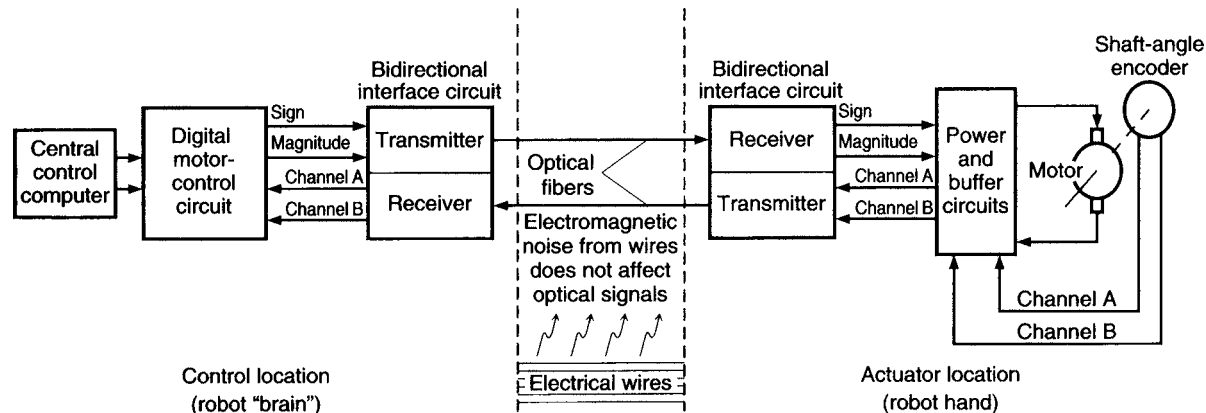 Shaft-angle
encoder
Bidirectional
interface circuit
Bidirectional
interface circuit
Central
control
computer
Digital
motor-
control
circuit
Sign
Magnitude
Channel A
Channel B
Transmitter
Receiver
Optical
fibers
Electromagnetic
noise from wires
does not affect
optical signals
Electrical wires
Receiver
Transmitter
Sign
Magnitude
Channel A
Channel B
Power
and
buffer
circuits
Motor
Channel A
Channel B
Control location
(robot "brain")
Actuator location
(robot hand)